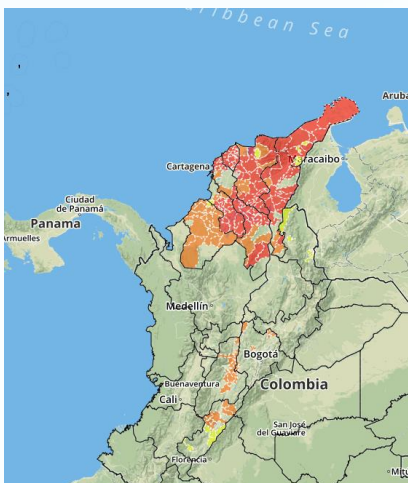 ribbean Sea
Aruba
Maracaibo
Cartagena
Ciudad
de Panamá
Panama
Armuelles
Medellín
Bogotá
Buenaventura
Colombia
Cali
San José
del Guaviare
Florencia
Mitú